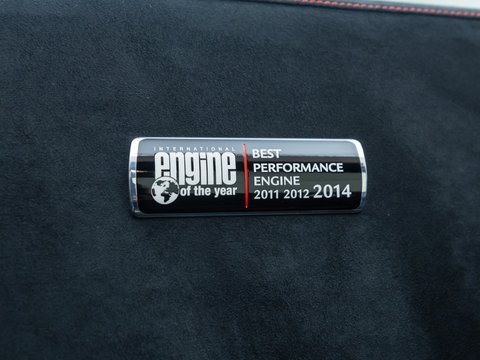 INTERNATIONAL
engine
of the year
BEST
PERFORMANCE
ENGINE
2011 2012 2014